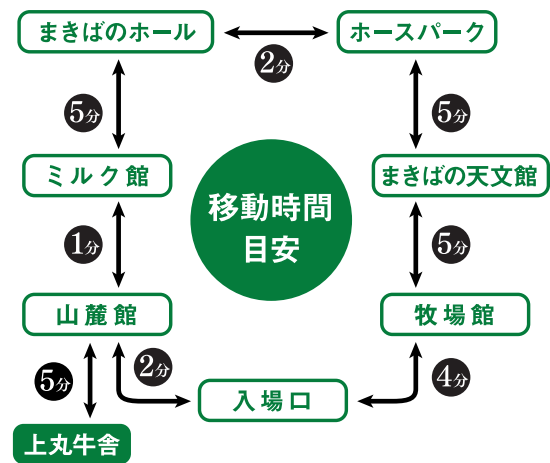 まきばのホール
ホースパーク
2分
5分
5分
ミルク館
まきばの天文館
移動時間
目安
1分
5分
山麓館
牧場館
5分
2分
4分
入場口
上丸牛舎